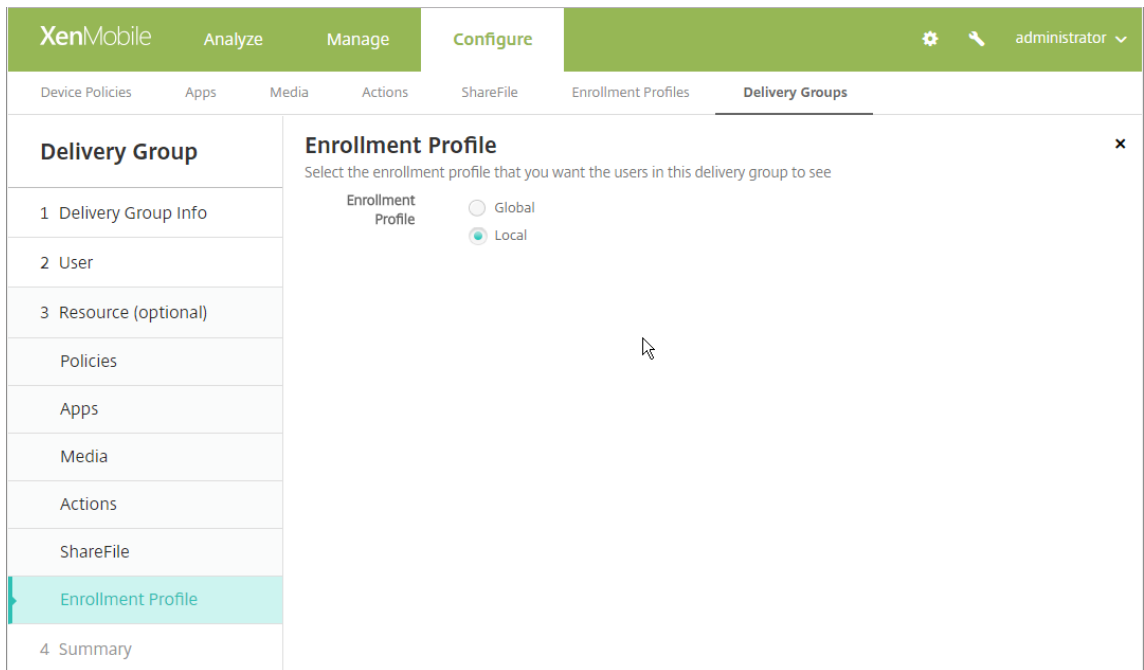 XenMobile Analyze Manage Configure administrator
Device Policies Apps Media Actions ShareFile Enrollment Profiles Delivery Groups
Delivery Group
1 Delivery Group Info
2 User
3 Resource (optional)
Policies
Apps
Media
Actions
ShareFile
Enrollment Profile
4 Summary
Enrollment Profile
Select the enrollment profile that you want the users in this delivery group to see
Enrollment
Profile
Global
Local